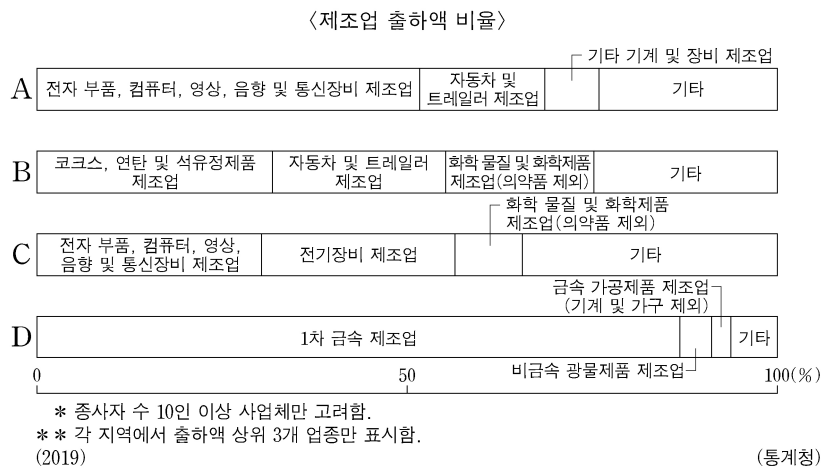 〈제조업 출하액 비율〉
기타 기계 및 장비 제조업
A
전자 부품, 컴퓨터, 영상, 음향 및 통신장비 제조업
자동차 및
트레일러 제조업
기타
B
코크스, 연탄 및 석유정제품
제조업
자동차 및 트레일러
제조업
화학 물질 및 화학제품
제조업(의약품 제외)
기타
화학 물질 및 화학제품
제조업(의약품 제외)
C
전자 부품, 컴퓨터, 영상,
음향 및 통신장비 제조업
전기장비 제조업
기타
금속 가공제품 제조업
(기계 및 가구 제외)
D
1차 금속 제조업
기타
비금속 광물제품 제조업
0 50 100(%)
* 종사자 수 10인 이상 사업체만 고려함.
** 각 지역에서 출하액 상위 3개 업종만 표시함.
(2019) (통계청)